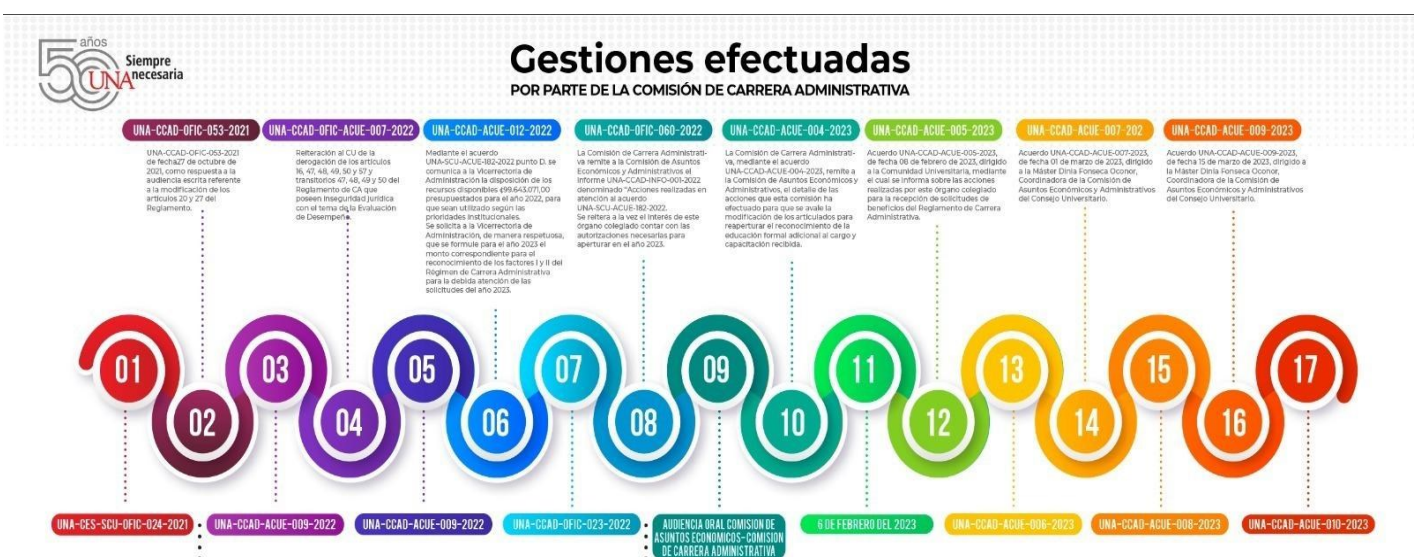 años
50 Siempre
UNA necesaria
Gestiones efectuadas
POR PARTE DE LA COMISIÓN DE CARRERA ADMINISTRATIVA
UNA-CCAD-OFIC-053-2021
UNA-CCAD-OFIC-053-2021
de fecha27 de octubre de
2021, como respuesta a la
audiencia escrita referente
a la modificación de los
artículos 20 y 27 del
Reglamento.
UNA-CCAD-OFIC-ACUE-007-2022
Reiteración al CU de la
derogación de los artículos
16, 47, 48, 49, 50 y 57 y
transitorios 47, 48, 49 y 50 del
Reglamento de CA que
poseen inseguridad jurídica
con el tema de la Evaluación
de Desempeño.
UNA-CCAD-ACUE-012-2022
Mediante el acuerdo
UNA-SCU-ACUE-182-2022 punto D. se
comunica a la Vicerrectoría de
Administración la disposición de los
recursos disponibles ¢99.643.071,00
presupuestados para el año 2022, para
que sean utilizado según las
prioridades institucionales.
Se solicita a la Vicerrectoría de
Administración, de manera respetuosa,
que se formule para el año 2023 el
monto correspondiente para el
reconocimiento de los factores I y II del
Régimen de Carrera Administrativa
para la debida atención de las
solicitudes del año 2023.
UNA-CCAD-OFIC-060-2022
La Comisión de Carrera Administrati-
va remite a la Comisión de Asuntos
Económicos y Administrativos el
informe UNA-CCAD-INFO-001-2022
denominado "Acciones realizadas en
atención al acuerdo
UNA-SCU-ACUE-182-2022.
Se reitera a la vez el interés de este
órgano colegiado contar con las
autorizaciones necesarias para
aperturar en el año 2023.
UNA-CCAD-ACUE-004-2023
La Comisión de Carrera Administrati-
va, mediante el acuerdo
UNA-CCAD-ACUE-004-2023, remite a
la Comisión de Asuntos Económicos y
Administrativos, el detalle de las
acciones que esta comisión ha
efectuado para que se avale la
modificación de los articulados para
reaperturar el reconocimiento de la
educación formal adicional al cargo y
capacitación recibida.
UNA-CCAD-ACUE-005-2023
Acuerdo UNA-CCAD-ACUE-005-2023,
de fecha 08 de febrero de 2023, dirigido
a la Comunidad Universitaria, mediante
el cual se informa sobre las acciones
realizadas por este órgano colegiado
para la recepción de solicitudes de
beneficios del Reglamento de Carrera
Administrativa.
UNA-CCAD-ACUE-007-202
Acuerdo UNA-CCAD-ACUE-007-2023,
de fecha 01 de marzo de 2023, dirigido
a la Máster Dinia Fonseca Oconor,
Coordinadora de la Comisión de
Asuntos Económicos y Administrativos
del Consejo Universitario.
UNA-CCAD-ACUE-009-2023
Acuerdo UNA-CCAD-ACUE-009-2023,
de fecha 15 de marzo de 2023, dirigido a
la Máster Dinia Fonseca Oconor,
Coordinadora de la Comisión de
Asuntos Económicos y Administrativos
del Consejo Universitario.
01
02
03
04
05
06
07
08
09
10
11
12
13
14
15
16
17
UNA-CES-SCU-OFIC-024-2021
UNA-CCAD-ACUE-009-2022
UNA-CCAD-ACUE-009-2022
UNA-CCAD-OFIC-023-2022
AUDIENCIA ORAL COMISION DE
ASUNTOS ECONOMICOS-COMISION
DE CARRERA ADMINISTRATIVA
6 DE FEBRERO DEL 2023
UNA-CCAD-ACUE-006-2023
UNA-CCAD-ACUE-008-2023
UNA-CCAD-ACUE-010-2023